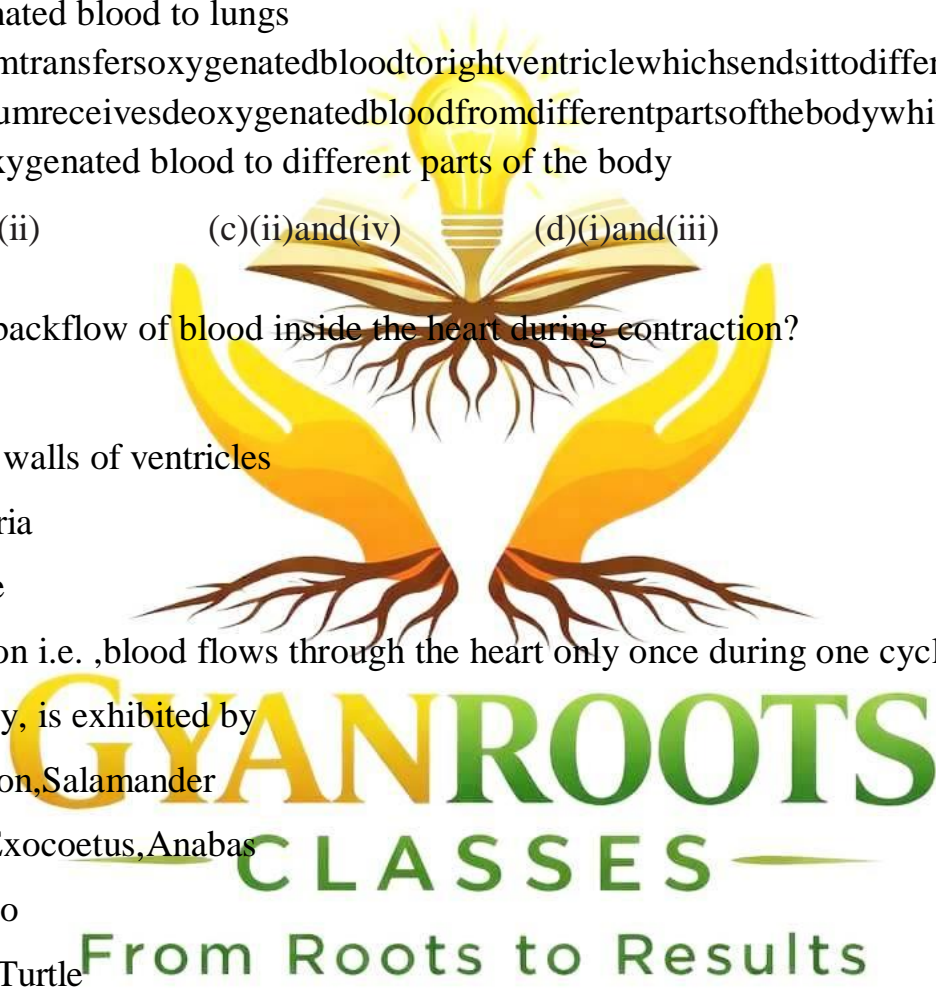 nated blood to lungs
mtransfersoxygenatedbloodtorightventriclewhichsendsittodiffer
umreceivesdeoxygenatedbloodfromdifferentpartsofthebodywhi
xygenated blood to different parts of the body
(ii) (c)(ii)and(iv) (d)(i)and(iii)
backflow of blood inside the heart during contraction?
walls of ventricles
ria
e
on i.e. ,blood flows through the heart only once during one cycl
y, is exhibited by
on,Salamander
Exocoetus,Anabas
o
Turtle
GYANROOTS
CLASSES
From Roots to Results